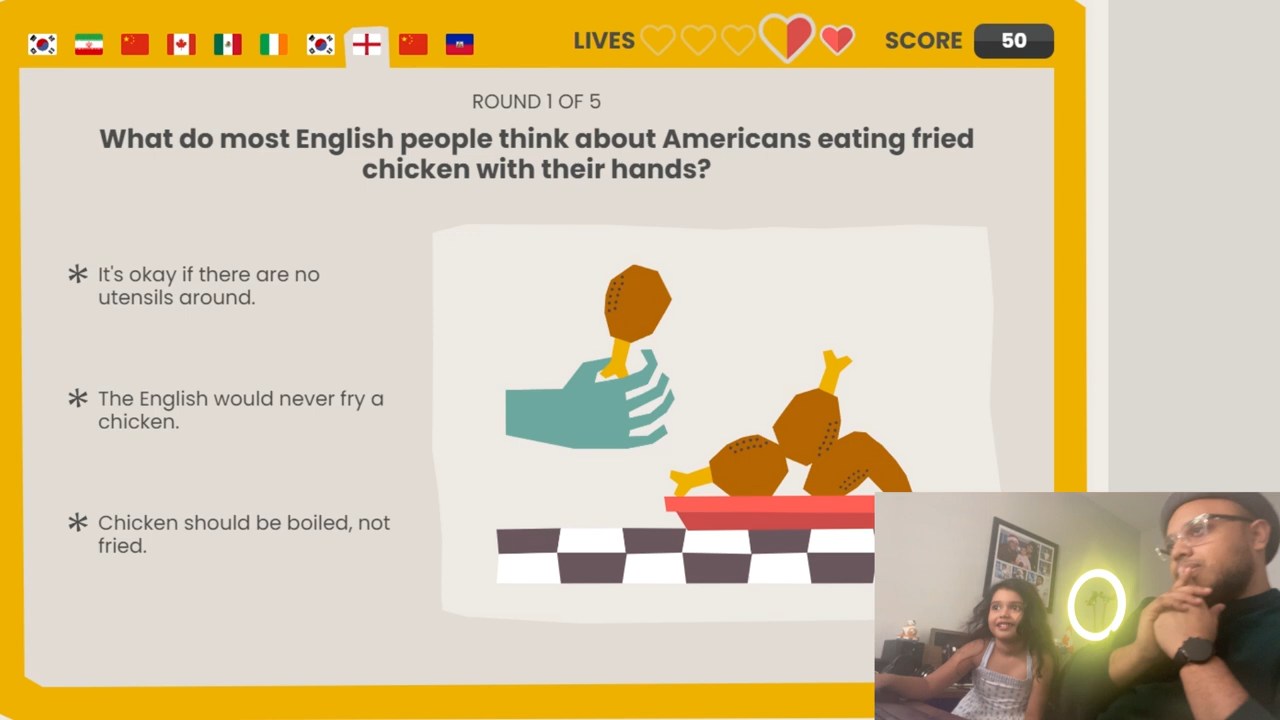 LIVES
SCORE
50
ROUND 1 OF 5
What do most English people think about Americans eating fried
chicken with their hands?
It's okay if there are no
utensils around.
The English would never fry a
chicken.
Chicken should be boiled, not
fried.